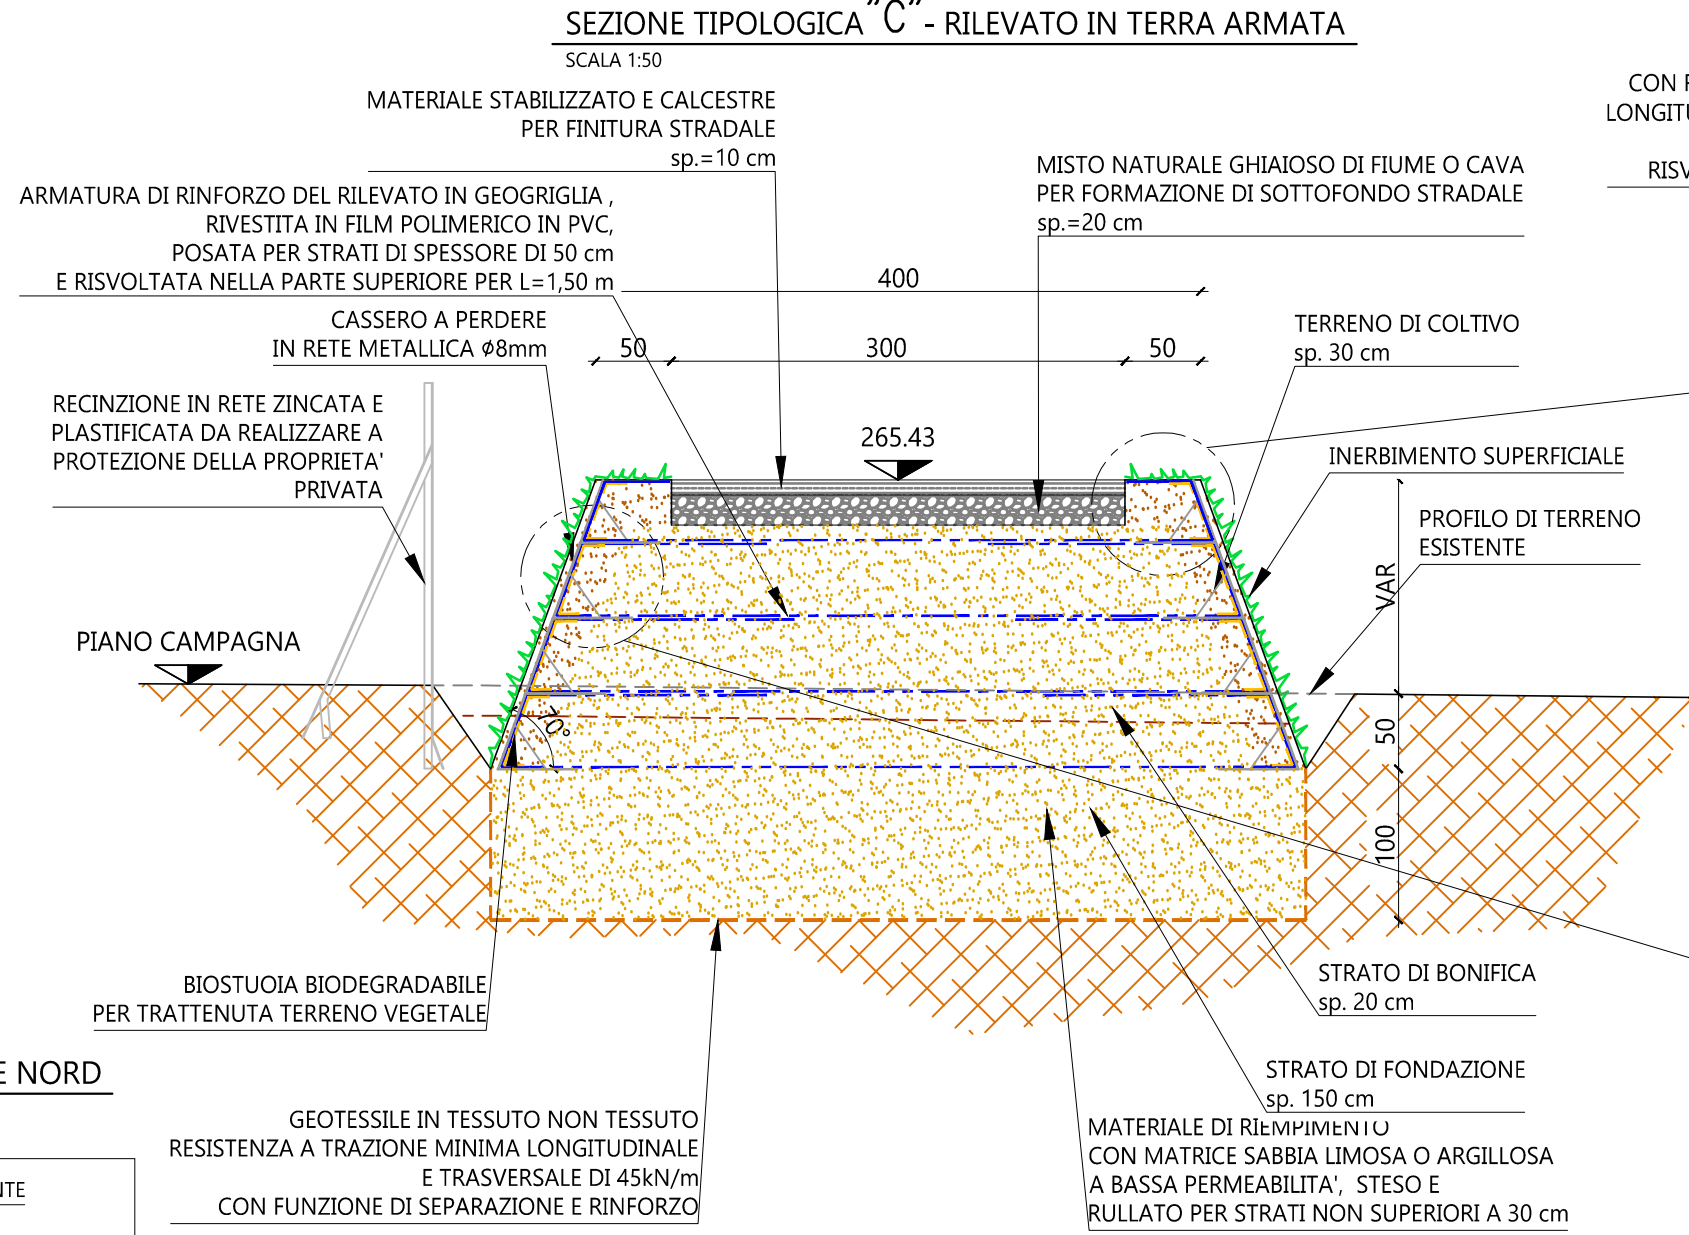 SEZIONE TIPOLOGICA "C" - RILEVATO IN TERRA ARMATA
SCALA 1:50
MATERIALE STABILIZZATO E CALCESTRE
PER FINITURA STRADALE
sp.=10 cm
ARMATURA DI RINFORZO DEL RILEVATO IN GEOGRIGLIA ,
RIVESTITA IN FILM POLIMERICO IN PVC,
POSATA PER STRATI DI SPESSORE DI 50 cm
E RISVOLTATA NELLA PARTE SUPERIORE PER L=1,50 m
MISTO NATURALE GHIAIOSO DI FIUME O CAVA
PER FORMAZIONE DI SOTTOFONDO STRADALE
sp.=20 cm
CON
LONGITU
RISV
400
50
300
50
CASSERO A PERDERE
IN RETE METALLICA Ø8mm
TERRENO DI COLTIVO
sp. 30 cm
RECINZIONE IN RETE ZINCATA E
PLASTIFICATA DA REALIZZARE A
PROTEZIONE DELLA PROPRIETA'
PRIVATA
265.43
INERBIMENTO SUPERFICIALE
PROFILO DI TERRENO
ESISTENTE
VAR
PIANO CAMPAGNA
70°
50
100
BIOSTUOIA BIODEGRADABILE
PER TRATTENUTA TERRENO VEGETALE
STRATO DI BONIFICA
sp. 20 cm
STRATO DI FONDAZIONE
sp. 150 cm
E NORD
NTE
GEOTESSILE IN TESSUTO NON TESSUTO
RESISTENZA A TRAZIONE MINIMA LONGITUDINALE
E TRASVERSALE DI 45kN/m
CON FUNZIONE DI SEPARAZIONE E RINFORZO
MATERIALE DI RIEMPIMENTO
CON MATRICE SABBIA LIMOSA O ARGILLOSA
A BASSA PERMEABILITA', STESO E
RULLATO PER STRATI NON SUPERIORI A 30 cm